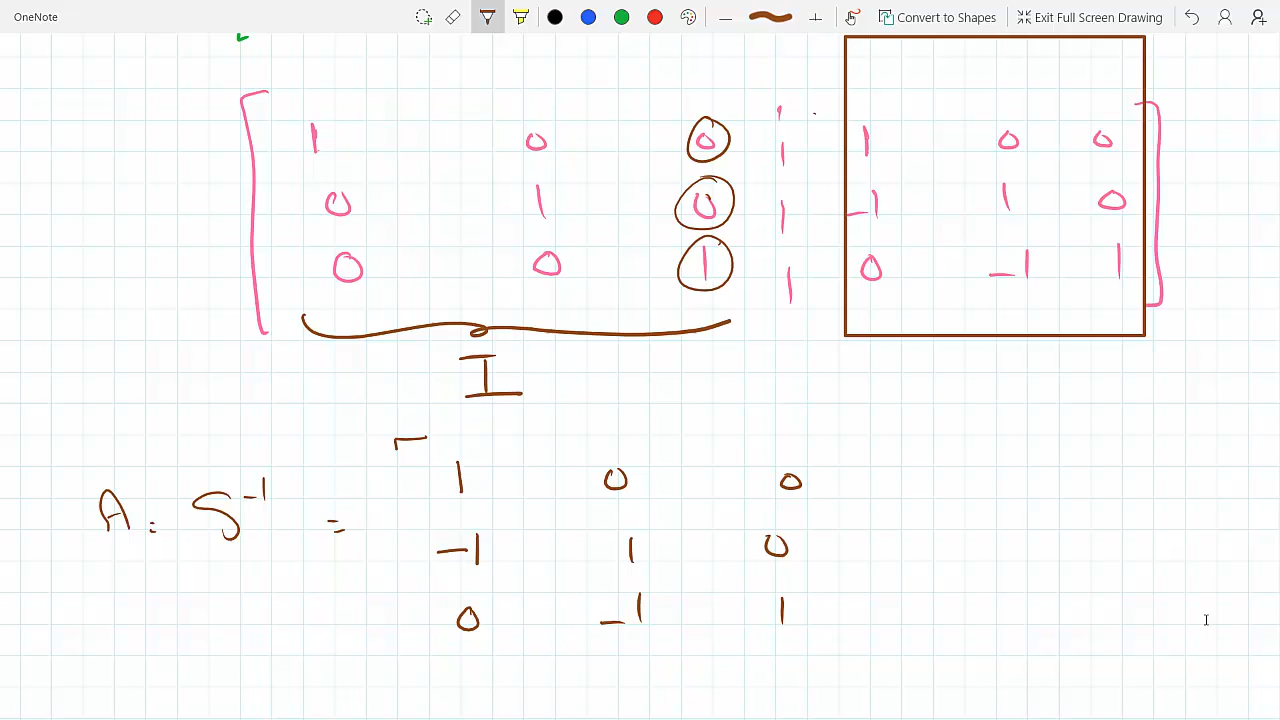 OneNote
Convert to Shapes
Exit Full Screen Drawing
1 0 0 | 1 0 0
0 1 0 | -1 1 0
0 0 1 | 0 -1 1
I
A = S^-1 =
1 0 0
-1 1 0
0 -1 1